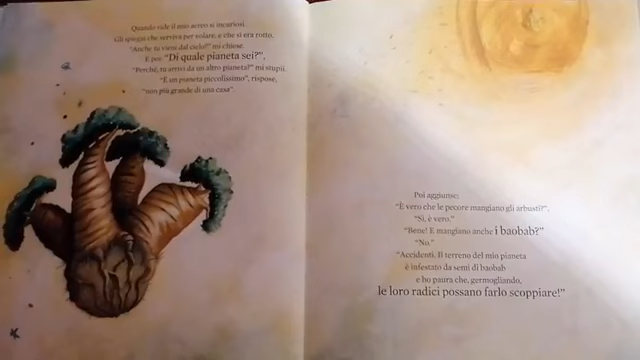 Quando vide il mio aereo si incuriosì.
Gli spiegai che serviva per volare, e che si era rotto.
"Anche tu vieni dal cielo?" mi chiese.
E poi: "Di quale pianeta sei?".
"Perché, tu arrivi da un altro pianeta?" mi stupii.
"È un pianeta piccolissimo", rispose,
"non più grande di una casa".
Poi aggiunse:
"È vero che le pecore mangiano gli arbusti?".
"Sì, è vero."
"Bene! E mangiano anche i baobab?"
"No."
"Accidenti. Il terreno del mio pianeta
è infestato da semi di baobab
e ho paura che, germogliando,
le loro radici possano farlo scoppiare!"